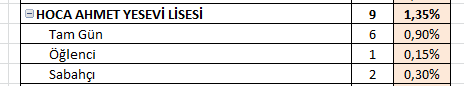 HOCA AHMET YESEVİ LİSESİ 9 1,35%
Tam Gün 6 0,90%
Öğlenci 1 0,15%
Sabahçı 2 0,30%